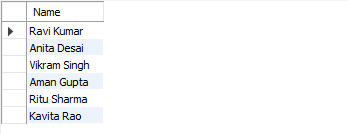 Name
Ravi Kumar
Anita Desai
Vikram Singh
Aman Gupta
Ritu Sharma
Kavita Rao